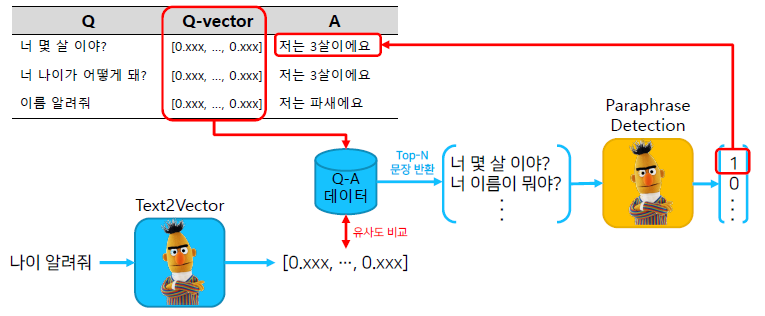 Q Q-vector A
너 몇 살 이야? [0.xxx, ..., 0.xxx] 저는 3살이에요
너 나이가 어떻게 돼? [0.xxx, ..., 0.xxx] 저는 3살이에요
이름 알려줘 [0.xxx, ..., 0.xxx] 저는 파새에요
Paraphrase
Detection
Top-N
문장 반환
Q-A
데이터
너 몇 살 이야?
너 이름이 뭐야?
⋮
1
0
⋮
Text2Vector
유사도 비교
나이 알려줘
[0.xxx, ..., 0.xxx]